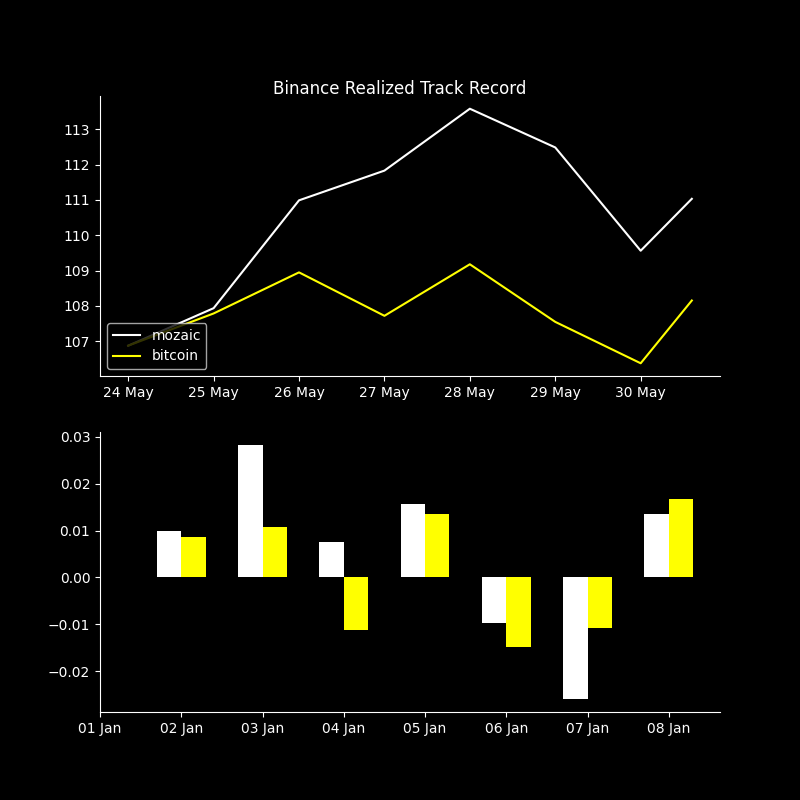 Binance Realized Track Record
113
112
111
110
109
108
107
mozaic
bitcoin
24 May 25 May 26 May 27 May 28 May 29 May 30 May
0.03
0.02
0.01
0.00
−0.01
−0.02
01 Jan 02 Jan 03 Jan 04 Jan 05 Jan 06 Jan 07 Jan 08 Jan